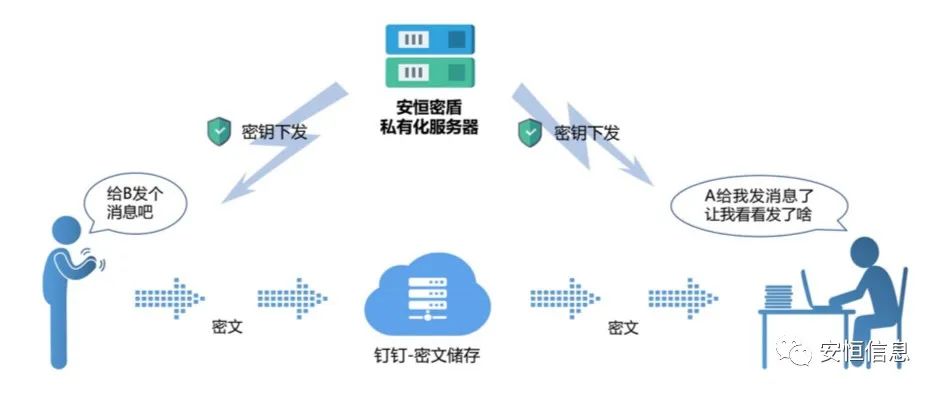 安恒密盾
私有化服务器
密钥下发
密钥下发
给B发个
消息吧
A给我发消息了
让我看看发了啥
密文
密文
钉钉-密文储存
安恒信息